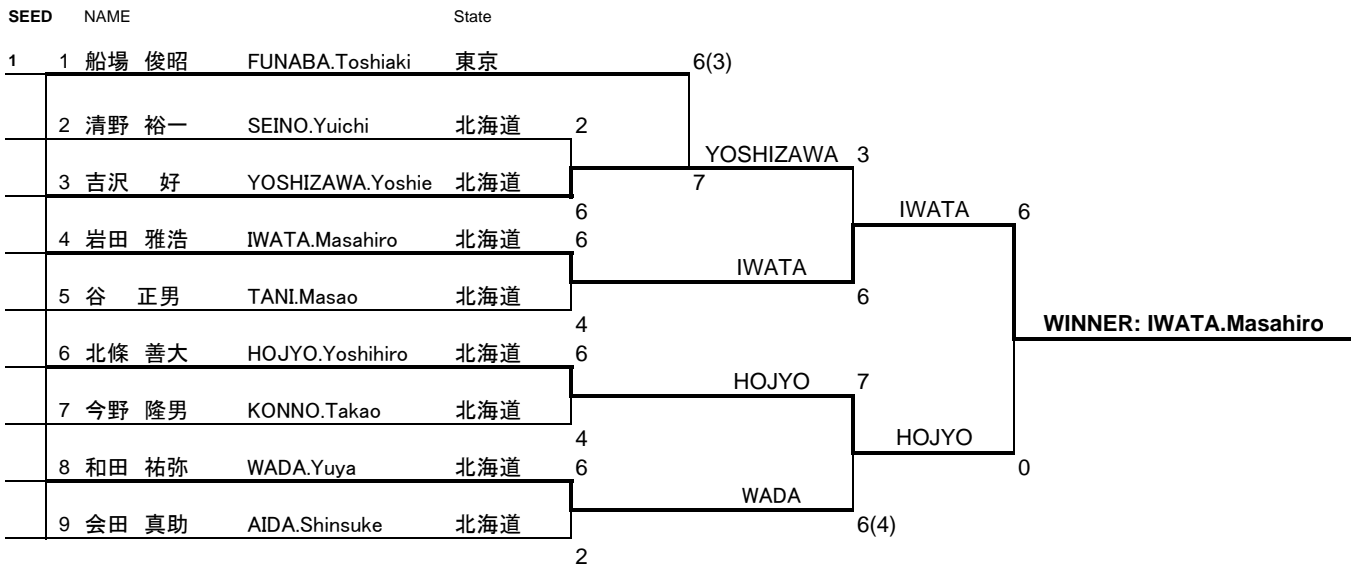 SEED NAME State
1 1 船場 俊昭 FUNABA.Toshiaki 東京 6(3)
2 清野 裕一 SEINO.Yuichi 北海道 2
YOSHIZAWA 3
3 吉沢 好 YOSHIZAWA.Yoshie 北海道 7
6 IWATA 6
4 岩田 雅浩 IWATA.Masahiro 北海道 6
IWATA
5 谷 正男 TANI.Masao 北海道 6
4 WINNER: IWATA.Masahiro
6 北條 善大 HOJYO.Yoshihiro 北海道 6
HOJYO 7
7 今野 隆男 KONNO.Takao 北海道
4 HOJYO
8 和田 祐弥 WADA.Yuya 北海道 6 0
WADA
9 会田 真助 AIDA.Shinsuke 北海道 6(4)
2